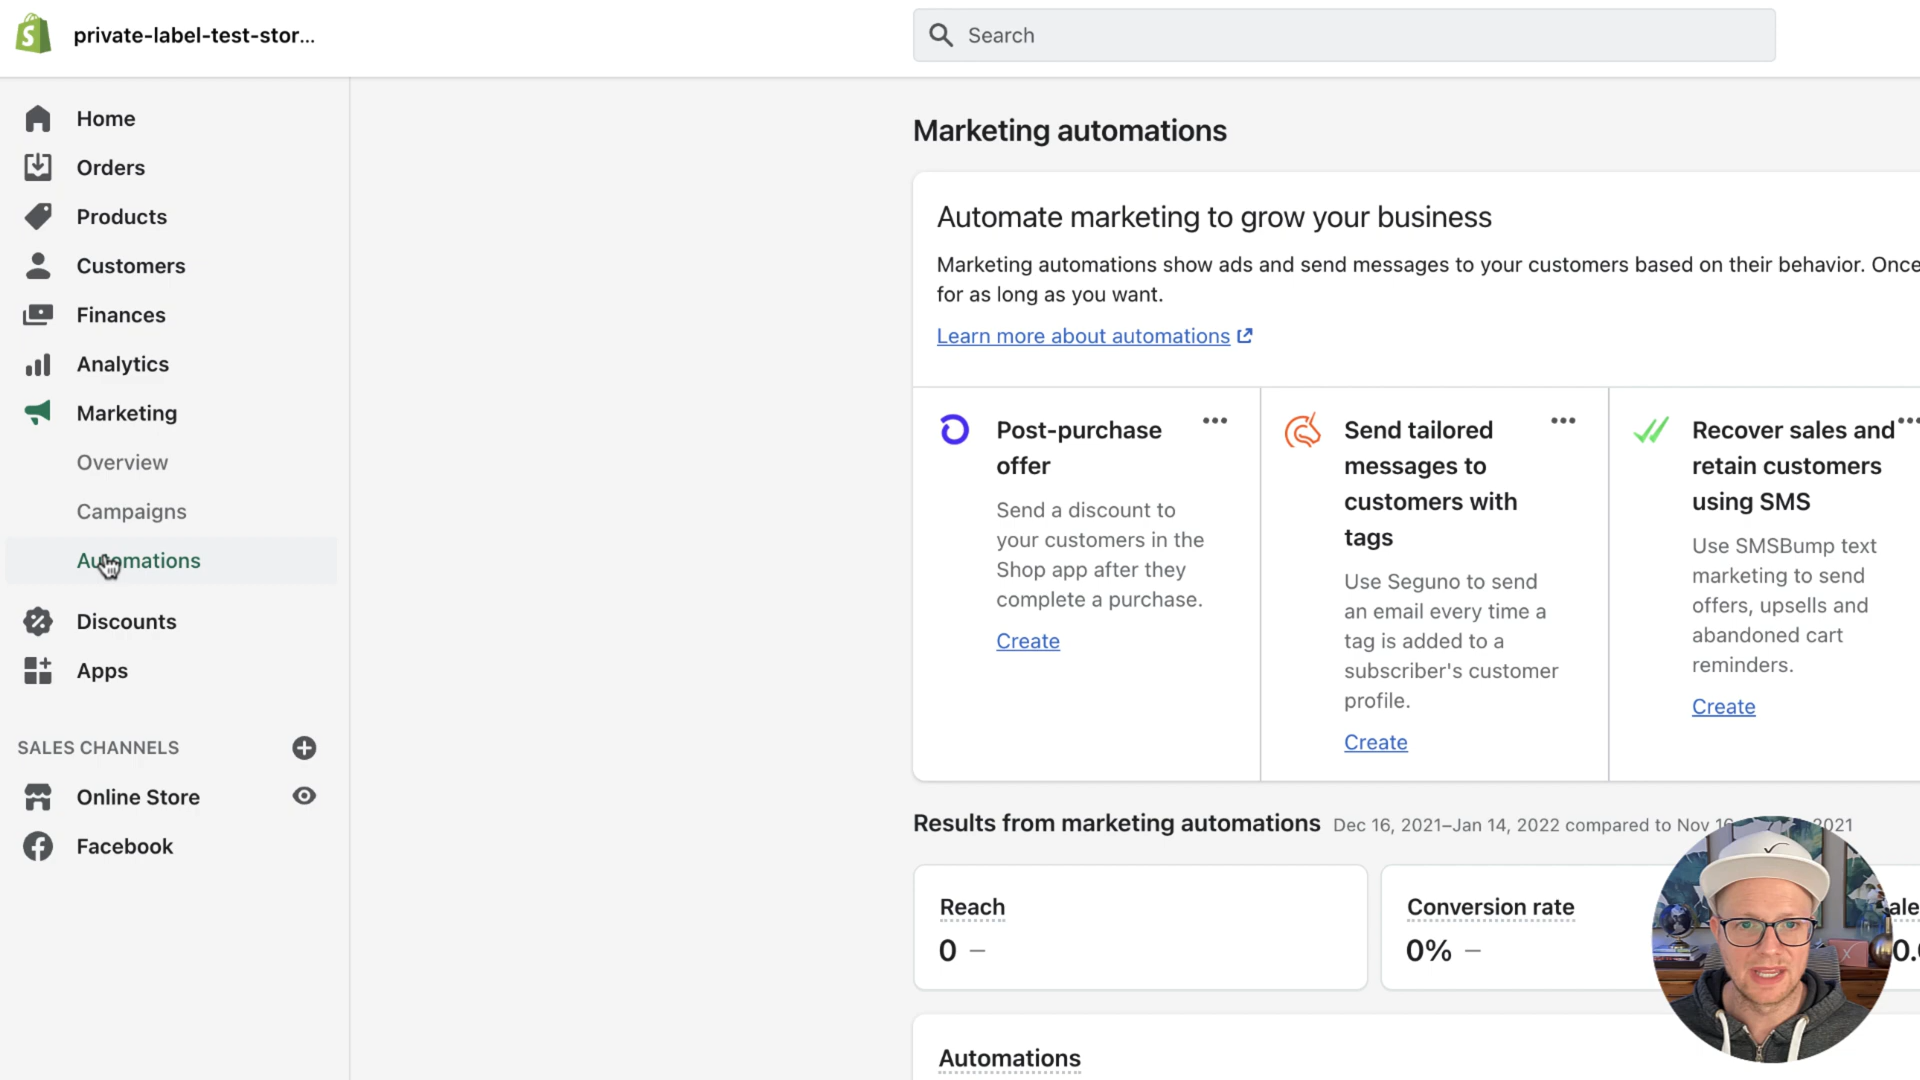 private-label-test-stor...
Search
Home
Orders
Products
Customers
Finances
Analytics
Marketing
Overview
Campaigns
Automations
Discounts
Apps
SALES CHANNELS
Online Store
Facebook
Marketing automations
Automate marketing to grow your business
Marketing automations show ads and send messages to your customers based on their behavior. Once
for as long as you want.
Learn more about automations
Post-purchase
offer
Send a discount to
your customers in the
Shop app after they
complete a purchase.
Create
Send tailored
messages to
customers with
tags
Use Seguno to send
an email every time a
tag is added to a
subscriber's customer
profile.
Create
Recover sales and
retain customers
using SMS
Use SMSBump text
marketing to send
offers, upsells and
abandoned cart
reminders.
Create
Results from marketing automations Dec 16, 2021–Jan 14, 2022 compared to Nov 2021
Reach
0 –
Conversion rate
0% –
Automations